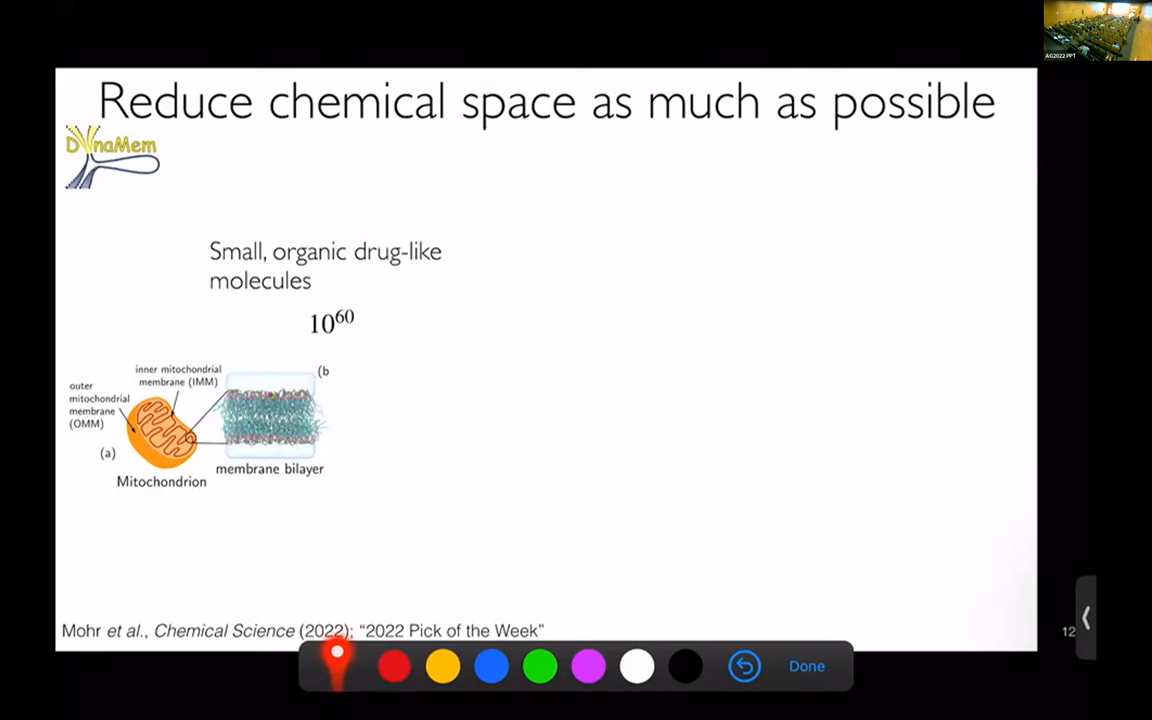 AG2022 PPT
Reduce chemical space as much as possible
DynaMem
Small, organic drug-like
molecules
10⁶⁰
inner mitochondrial
membrane (IMM)
outer
mitochondrial
membrane
(OMM)
(a)
Mitochondrion
(b
membrane bilayer
Mohr et al., Chemical Science (2022); “2022 Pick of the Week”
12
Done